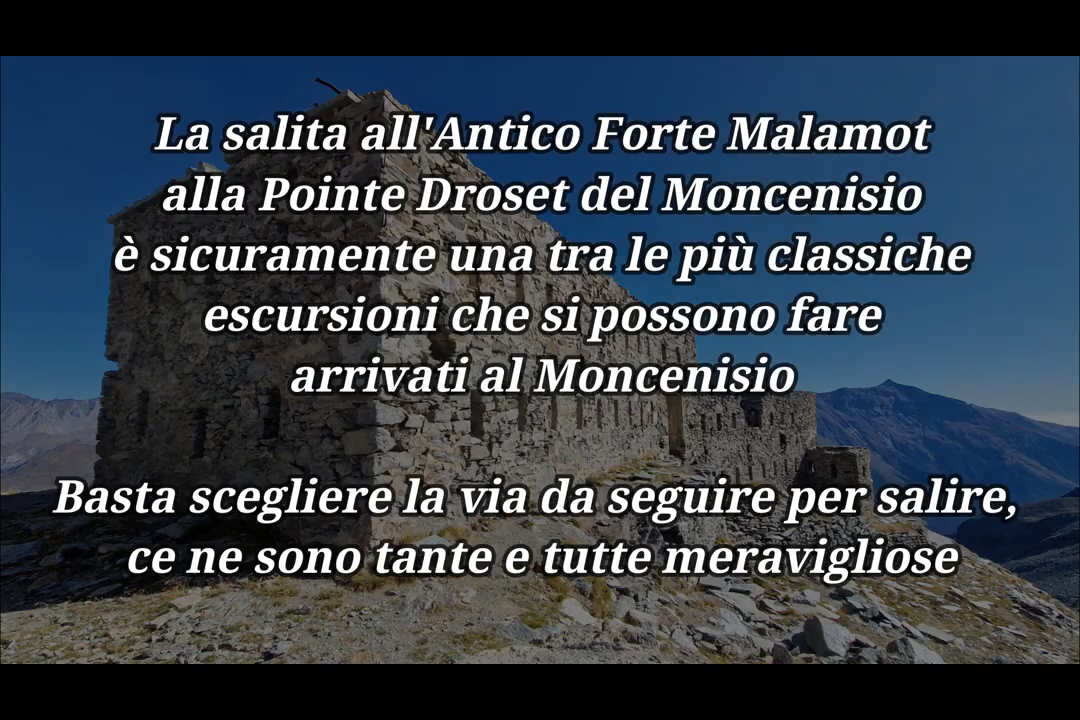 La salita all'Antico Forte Malamot
alla Pointe Droset del Moncenisio
è sicuramente una tra le più classiche
escursioni che si possono fare
arrivati al Moncenisio
Basta scegliere la via da seguire per salire,
ce ne sono tante e tutte meravigliose